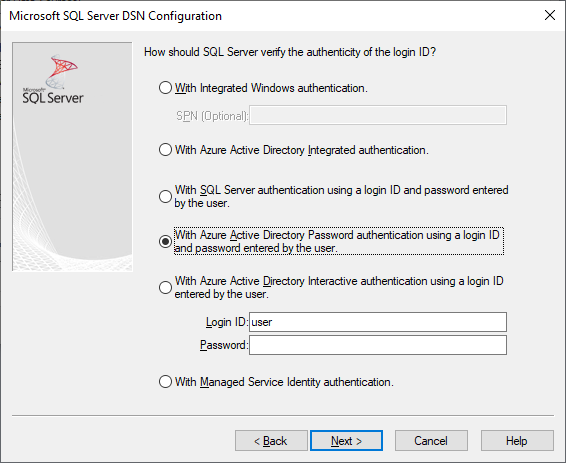 Microsoft SQL Server DSN Configuration
How should SQL Server verify the authenticity of the login ID?
Microsoft
SQL Server
With Integrated Windows authentication.
SPN (Optional):
With Azure Active Directory Integrated authentication.
With SQL Server authentication using a login ID and password entered
by the user.
With Azure Active Directory Password authentication using a login ID
and password entered by the user.
With Azure Active Directory Interactive authentication using a login ID
entered by the user.
Login ID: user
Password:
With Managed Service Identity authentication.
< Back Next > Cancel Help